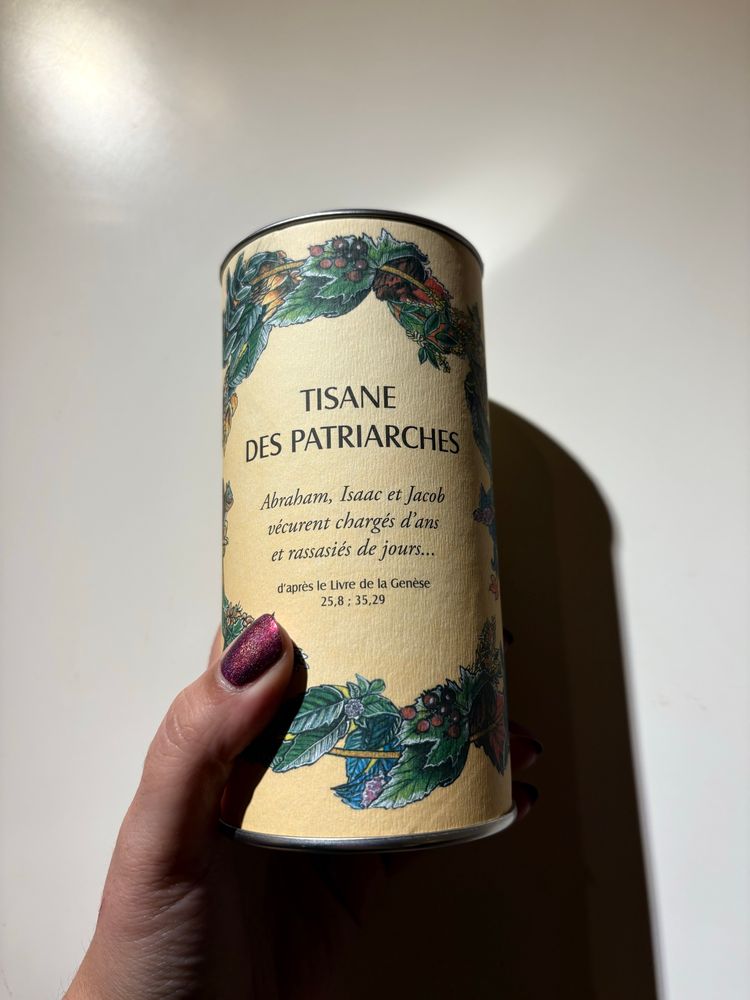 TISANE
DES PATRIARCHES
Abraham, Isaac et Jacob
vécurent chargés d'ans
et rassasiés de jours...
d'après le Livre de la Genèse
25,8 ; 35,29